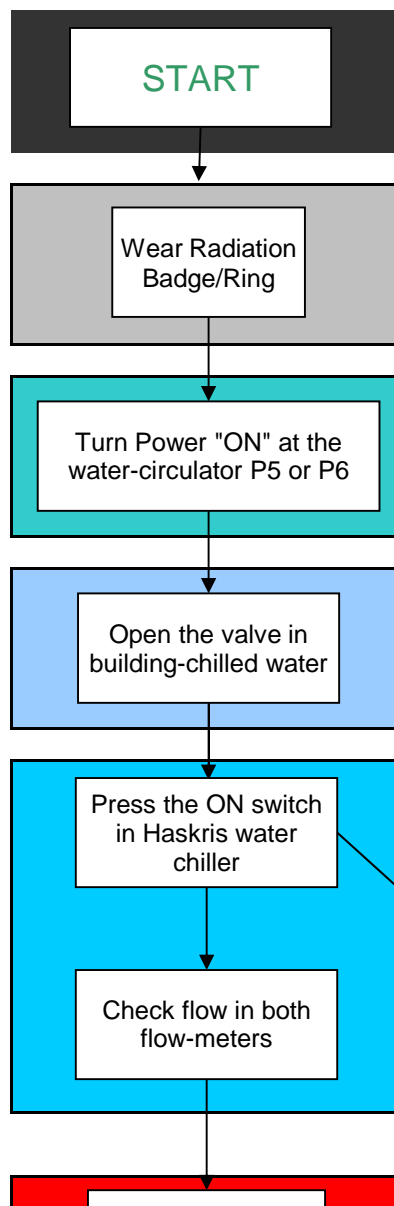 START
Wear Radiation
Badge/Ring
Turn Power "ON" at the
water-circulator P5 or P6
Open the valve in
building-chilled water
Press the ON switch
in Haskris water
chiller
Check flow in both
flow-meters